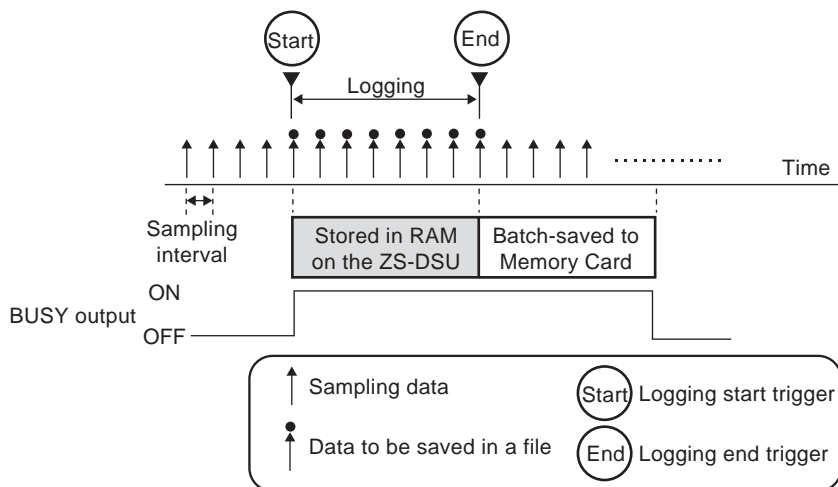 Start
End
Logging
Time
Sampling
interval
Stored in RAM
on the ZS-DSU
Batch-saved to
Memory Card
ON
BUSY output
OFF
Sampling data
Start
Logging start trigger
Data to be saved in a file
End
Logging end trigger